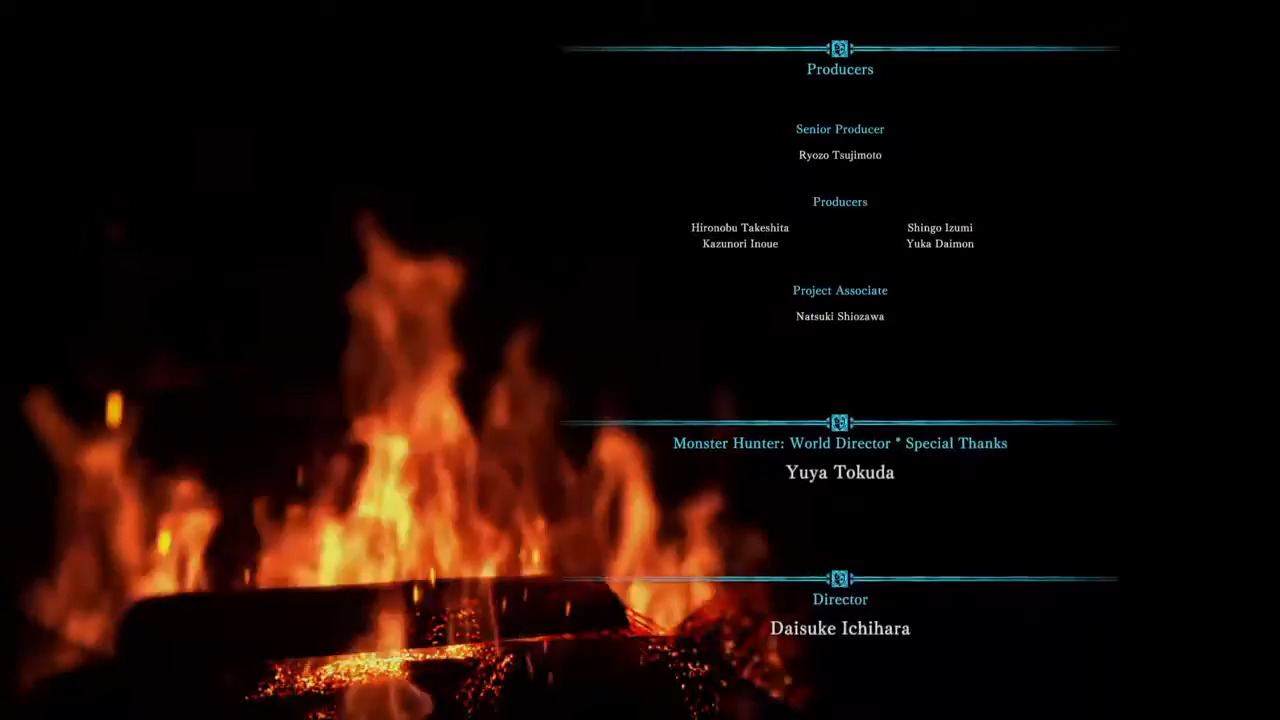 Producers
Senior Producer
Ryozo Tsujimoto
Producers
Hironobu Takeshita Shingo Izumi
Kazunori Inoue Yuka Daimon
Project Associate
Natsuki Shiozawa
Monster Hunter: World Director * Special Thanks
Yuya Tokuda
Director
Daisuke Ichihara